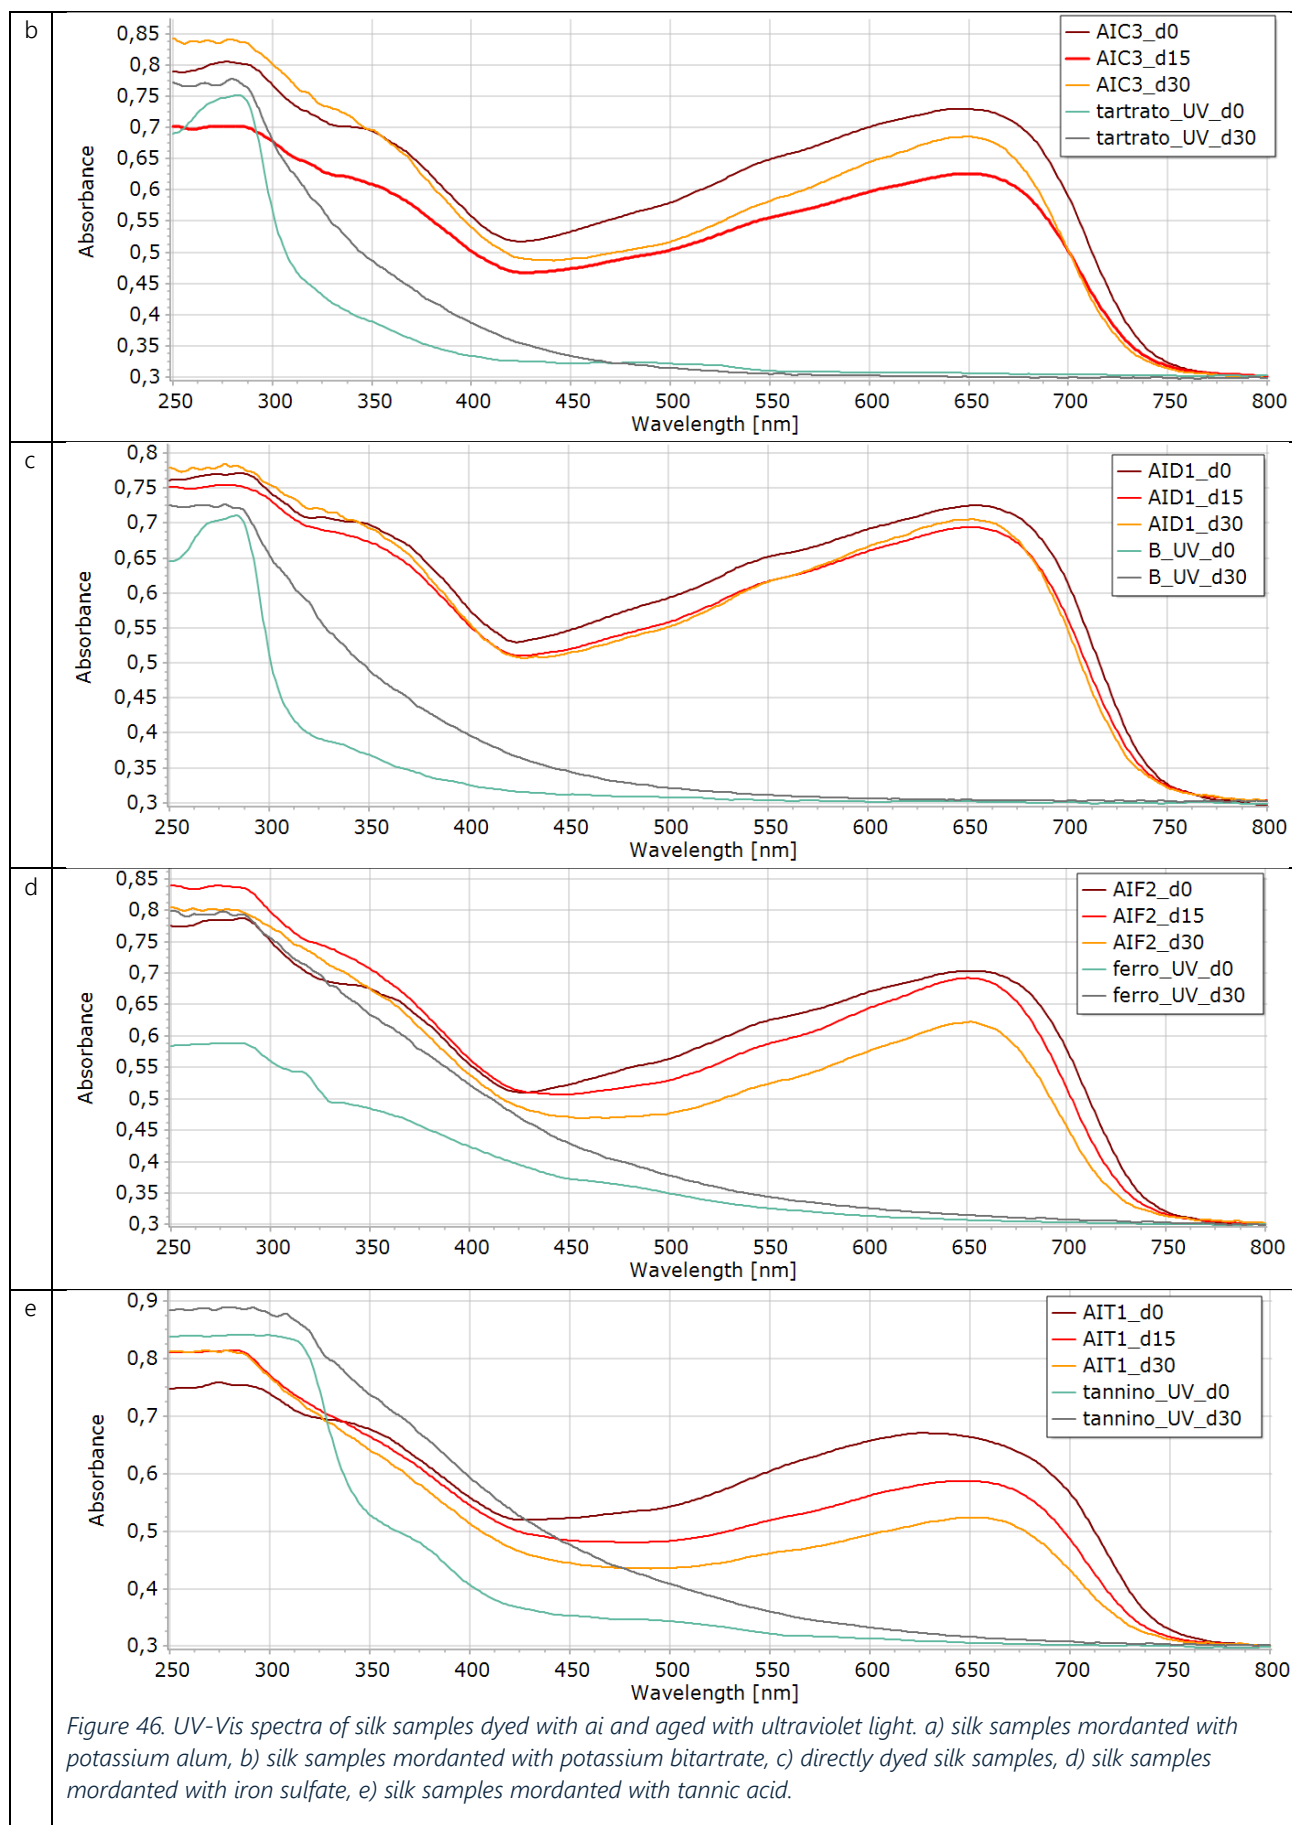 b
0,85
0,8
0,75
0,7
0,65
0,6
0,55
0,5
0,45
0,4
0,35
0,3
Absorbance
AIC3_d0
AIC3_d15
AIC3_d30
tartrato_UV_d0
tartrato_UV_d30
250 300 350 400 450 500 550 600 650 700 750 800
Wavelength [nm]
c
0,8
0,75
0,7
0,65
0,6
0,55
0,5
0,45
0,4
0,35
0,3
Absorbance
AID1_d0
AID1_d15
AID1_d30
B_UV_d0
B_UV_d30
250 300 350 400 450 500 550 600 650 700 750 800
Wavelength [nm]
d
0,85
0,8
0,75
0,7
0,65
0,6
0,55
0,5
0,45
0,4
0,35
0,3
Absorbance
AIF2_d0
AIF2_d15
AIF2_d30
ferro_UV_d0
ferro_UV_d30
250 300 350 400 450 500 550 600 650 700 750 800
Wavelength [nm]
e
0,9
0,8
0,7
0,6
0,5
0,4
0,3
Absorbance
AIT1_d0
AIT1_d15
AIT1_d30
tannino_UV_d0
tannino_UV_d30
250 300 350 400 450 500 550 600 650 700 750 800
Wavelength [nm]
Figure 46. UV-Vis spectra of silk samples dyed with ai and aged with ultraviolet light. a) silk samples mordanted with
potassium alum, b) silk samples mordanted with potassium bitartrate, c) directly dyed silk samples, d) silk samples
mordanted with iron sulfate, e) silk samples mordanted with tannic acid.